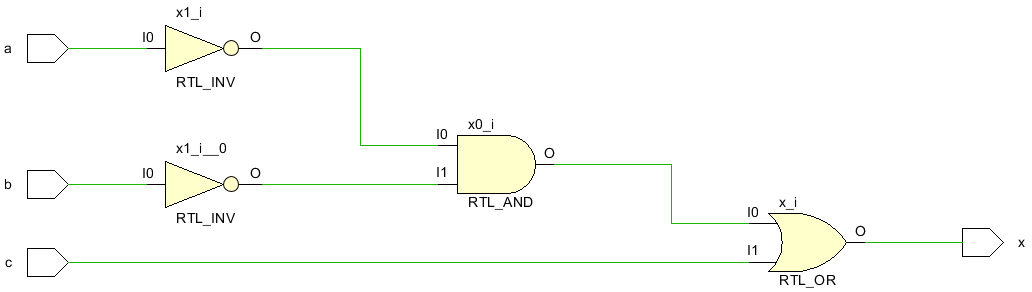 x1_i
a
I0
O
RTL_INV
x1_i__0
b
I0
O
RTL_INV
x0_i
I0
I1
O
RTL_AND
c
x_i
I0
I1
O
RTL_OR
x